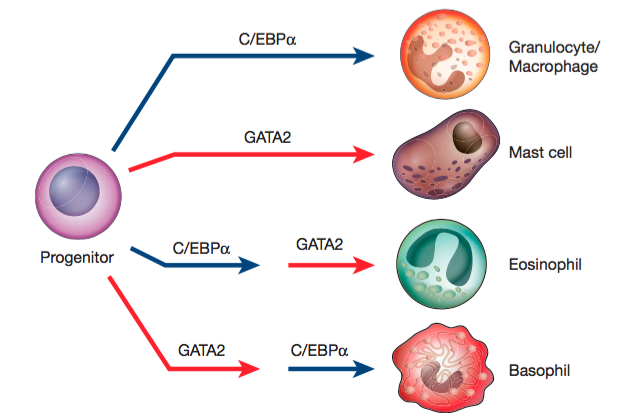 C/EBPα
Granulocyte/
Macrophage
GATA2
Mast cell
Progenitor
C/EBPα
GATA2
Eosinophil
GATA2
C/EBPα
Basophil